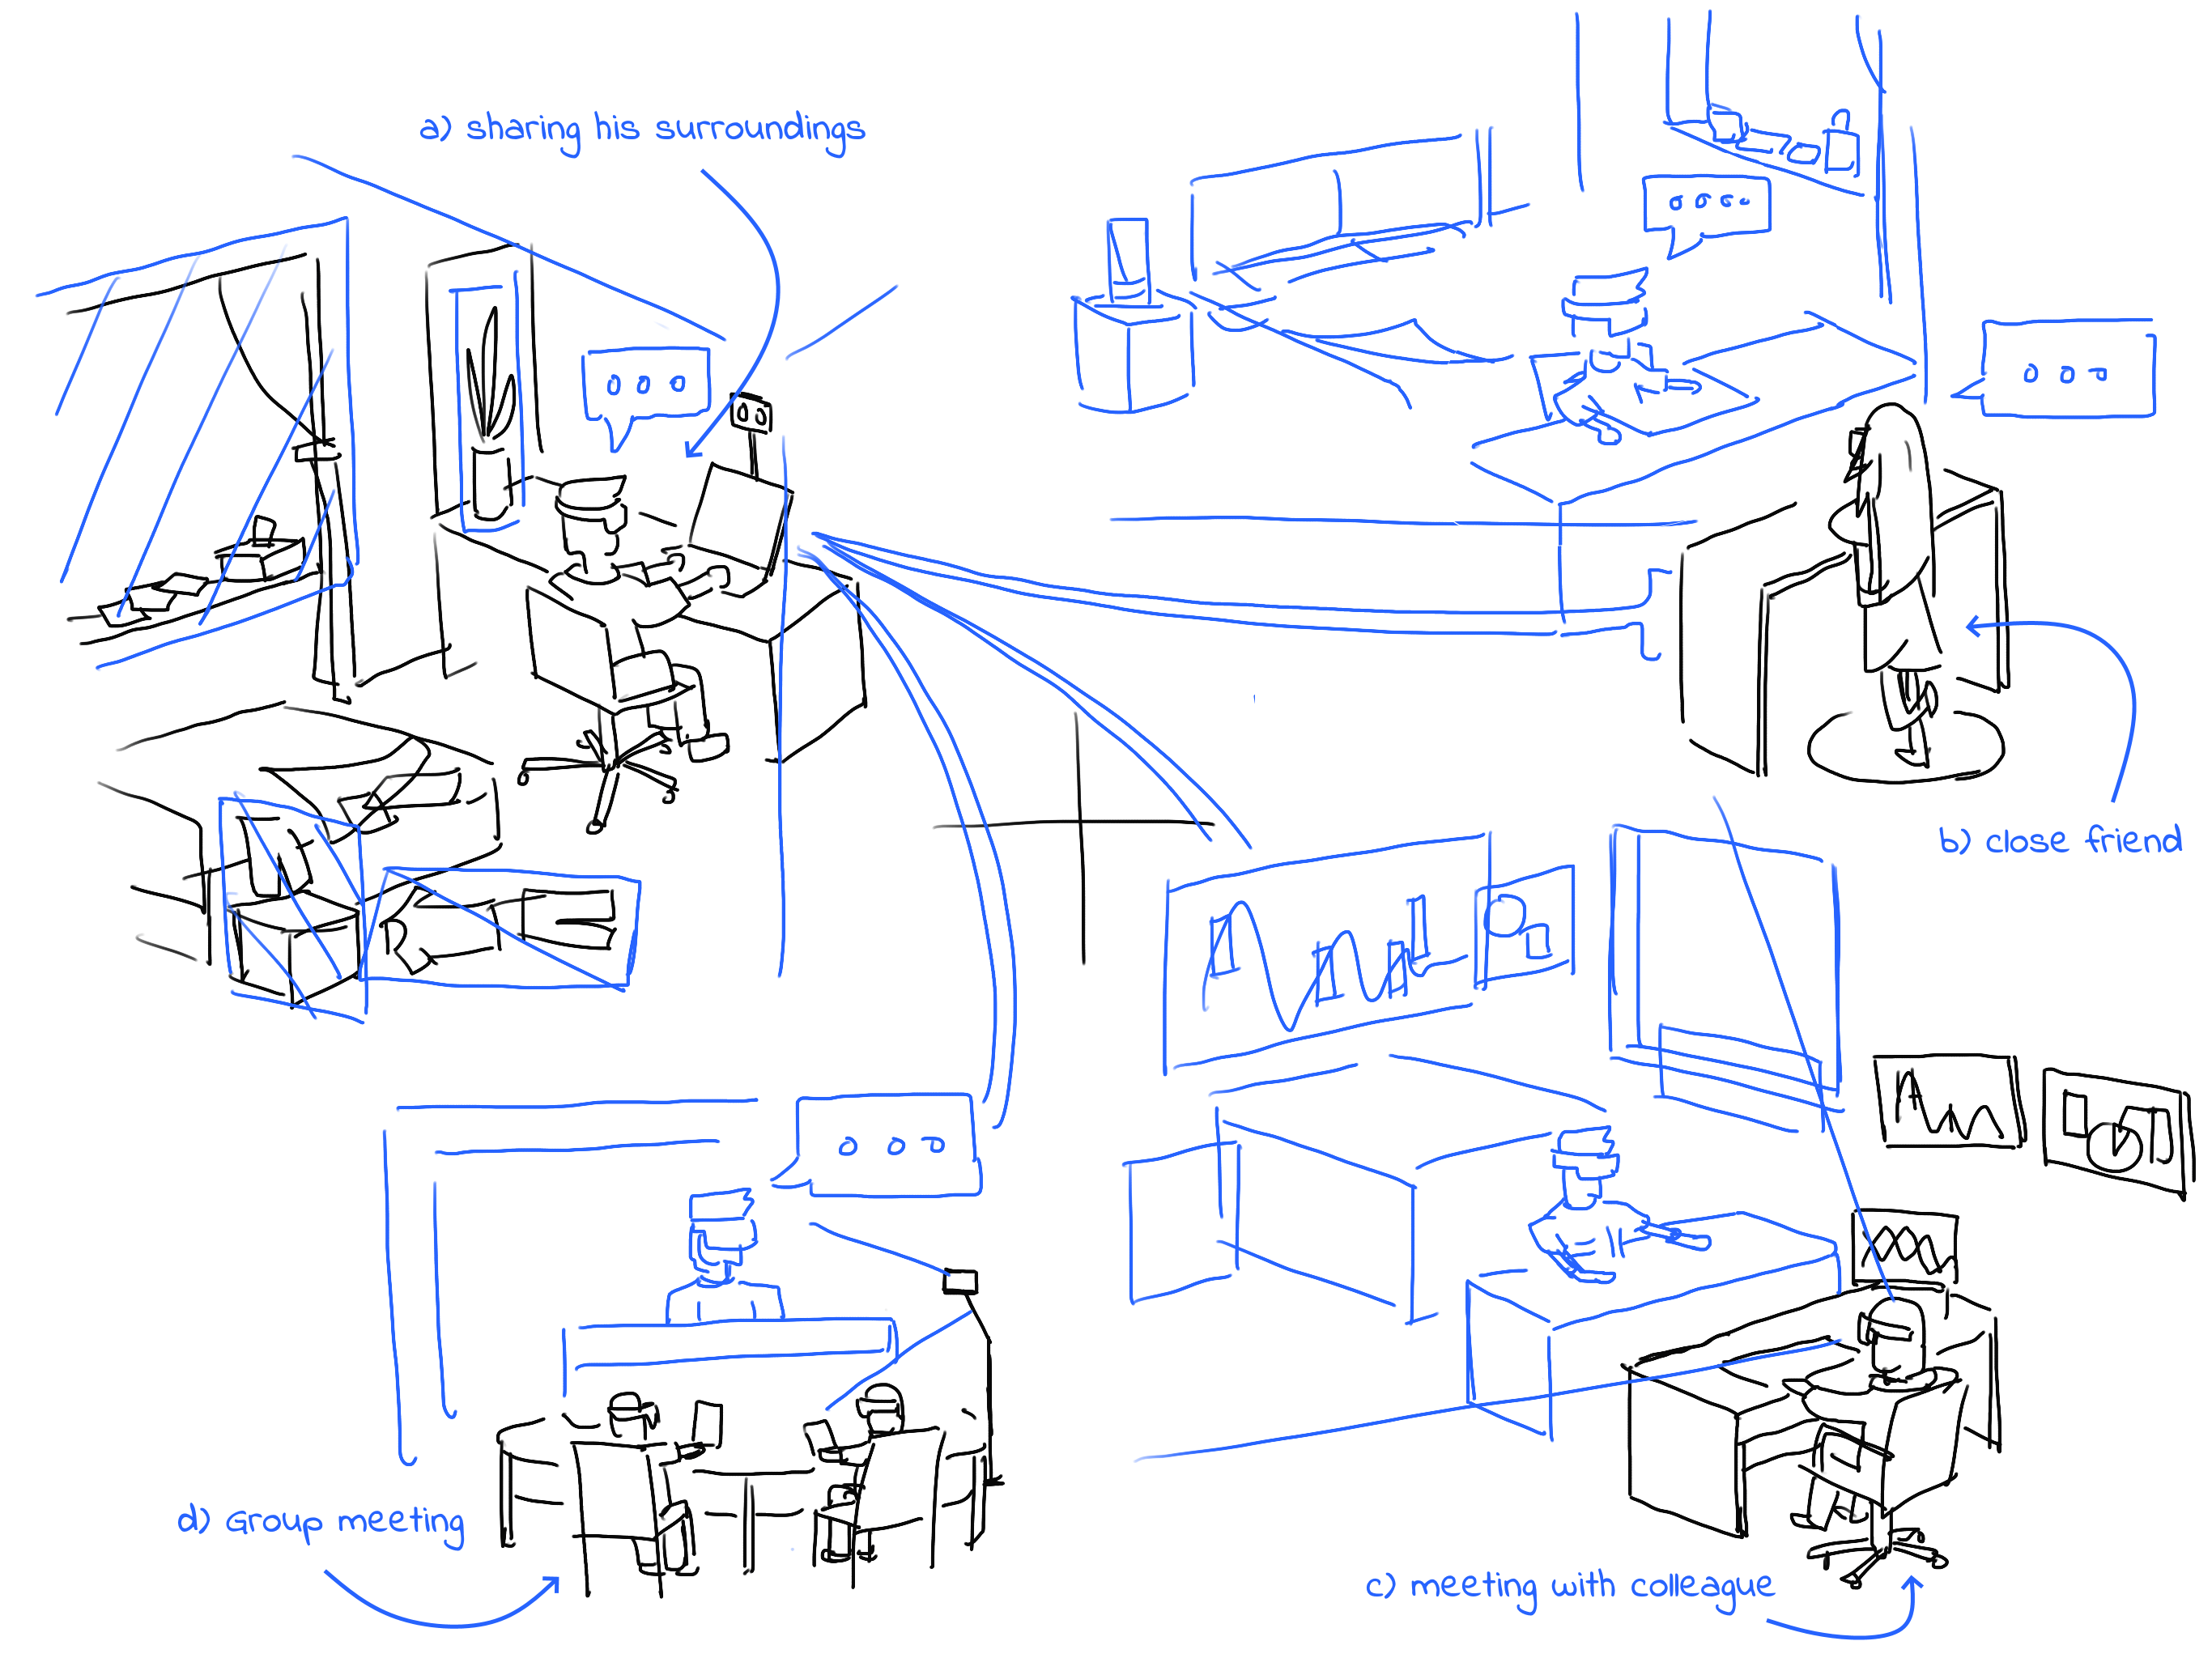 a) sharing his surroundings
b) close friend
d) Group meeting
c) meeting with colleague